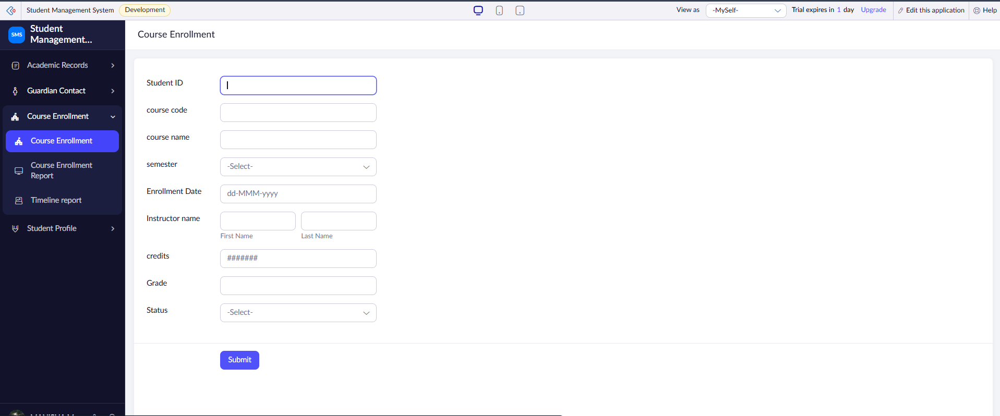 Student Management System
Development
View as
-MySelf-
Trial expires in 1 day
Upgrade
Edit this application
Help
SMS
Student
Management...
Course Enrollment
Academic Records
Guardian Contact
Course Enrollment
Course Enrollment
Course Enrollment
Report
Timeline report
Student Profile
Student ID
course code
course name
semester
-Select-
Enrollment Date
dd-MMM-yyyy
Instructor name
First Name
Last Name
credits
#######
Grade
Status
-Select-
Submit